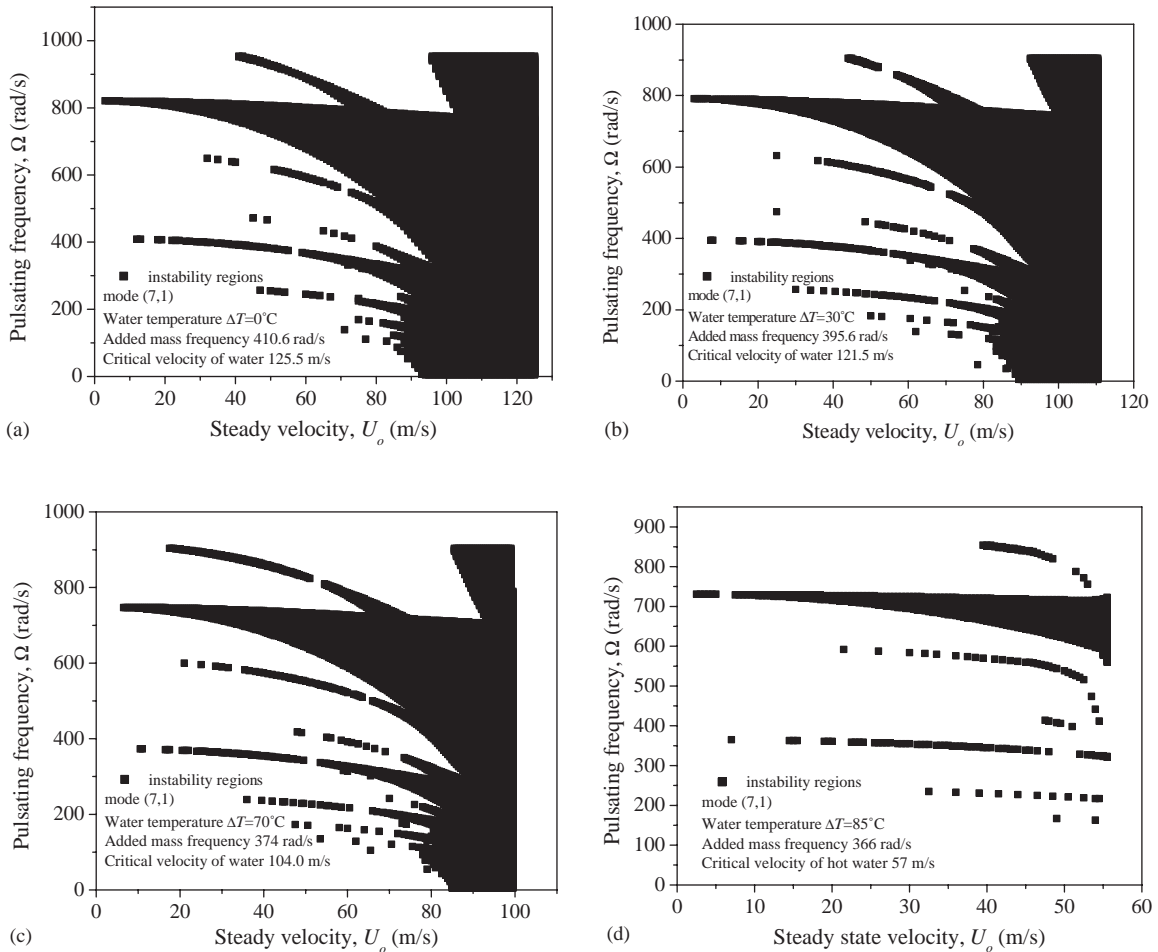 (a)
Pulsating frequency, Ω (rad/s)
1000
800
600
400
200
0
instability regions
mode (7,1)
Water temperature ΔT=0°C
Added mass frequency 410.6 rad/s
Critical velocity of water 125.5 m/s
0 20 40 60 80 100 120
Steady velocity, Uo (m/s)
(b)
Pulsating frequency, Ω (rad/s)
1000
800
600
400
200
0
instability regions
mode (7,1)
Water temperature ΔT=30°C
Added mass frequency 395.6 rad/s
Critical velocity of water 121.5 m/s
0 20 40 60 80 100 120
Steady velocity, Uo (m/s)
(c)
Pulsating frequency, Ω (rad/s)
1000
800
600
400
200
0
instability regions
mode (7,1)
Water temperature ΔT=70°C
Added mass frequency 374 rad/s
Critical velocity of water 104.0 m/s
0 20 40 60 80 100
Steady velocity, Uo (m/s)
(d)
Pulsating frequency, Ω (rad/s)
900
800
700
600
500
400
300
200
100
0
instability regions
mode (7,1)
Water temperature ΔT=85°C
Added mass frequency 366 rad/s
Critical velocity of hot water 57 m/s
0 10 20 30 40 50 60
Steady state velocity, Uo (m/s)